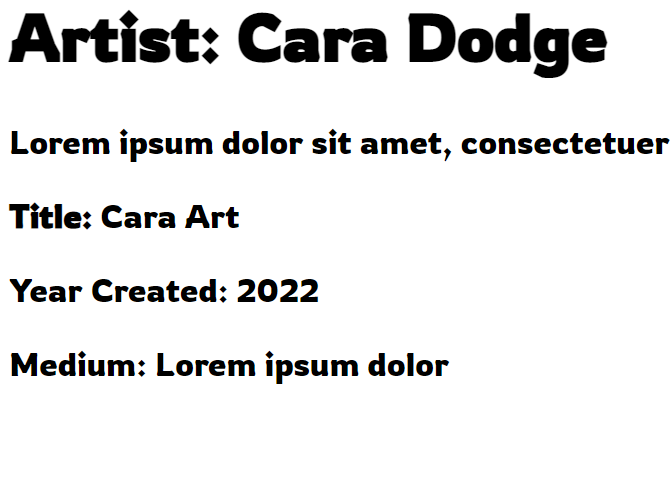 Artist: Cara Dodge
Lorem ipsum dolor sit amet, consectetuer
Title: Cara Art
Year Created: 2022
Medium: Lorem ipsum dolor